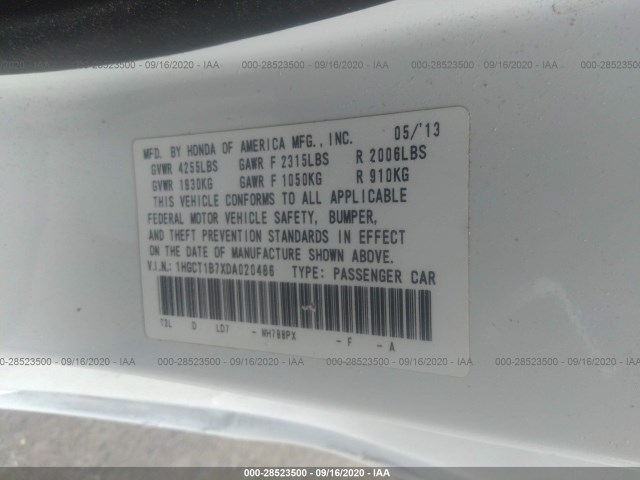 000-28523500 - 09/16/2020 - IAA 000-28523500 - 09/16/2020 - IAA 000-28523500 - 09/16/2020 - IAA
MFD. BY HONDA OF AMERICA MFG., INC. 05/'13
GVWR 4255LBS GAWR F 2315LBS R 2006LBS
GVWR 1930KG GAWR F 1050KG R 910KG
THIS VEHICLE CONFORMS TO ALL APPLICABLE
FEDERAL MOTOR VEHICLE SAFETY, BUMPER,
AND THEFT PREVENTION STANDARDS IN EFFECT
ON THE DATE OF MANUFACTURE SHOWN ABOVE.
V.I.N.: 1HGCT1B7XDA020486 TYPE: PASSENGER CAR
T3L D LD7 - NH788PX - F - A
000-28523500 - 09/16/2020 - IAA 000-28523500 - 09/16/2020 - IAA 000-28523500 - 09/16/2020 - IAA
000-28523500 - 09/16/2020 - IAA